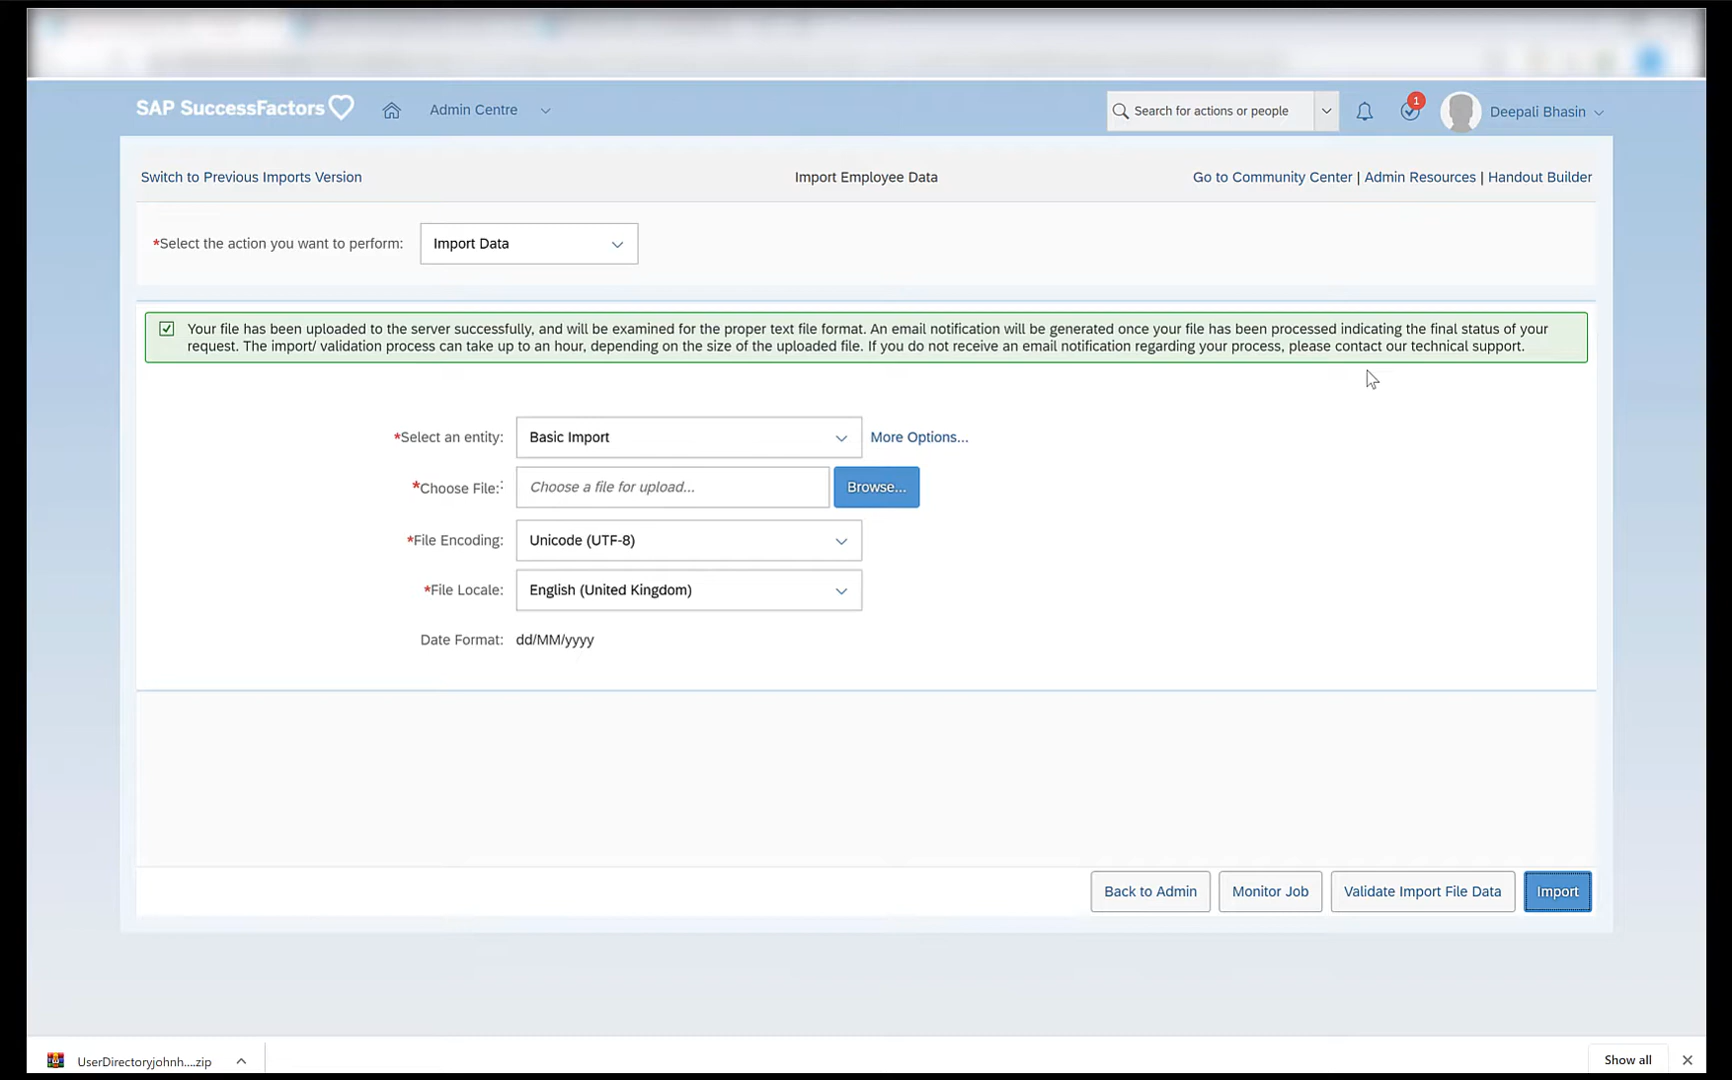 SAP SuccessFactors
Admin Centre
Search for actions or people
1
Deepali Bhasin
Switch to Previous Imports Version
Import Employee Data
Go to Community Center | Admin Resources | Handout Builder
*Select the action you want to perform:
Import Data
Your file has been uploaded to the server successfully, and will be examined for the proper text file format. An email notification will be generated once your file has been processed indicating the final status of your
request. The import/ validation process can take up to an hour, depending on the size of the uploaded file. If you do not receive an email notification regarding your process, please contact our technical support.
*Select an entity:
Basic Import
More Options...
*Choose File::
Choose a file for upload...
Browse...
*File Encoding:
Unicode (UTF-8)
*File Locale:
English (United Kingdom)
Date Format:
dd/MM/yyyy
Back to Admin
Monitor Job
Validate Import File Data
Import
UserDirectoryjohnh....zip
Show all